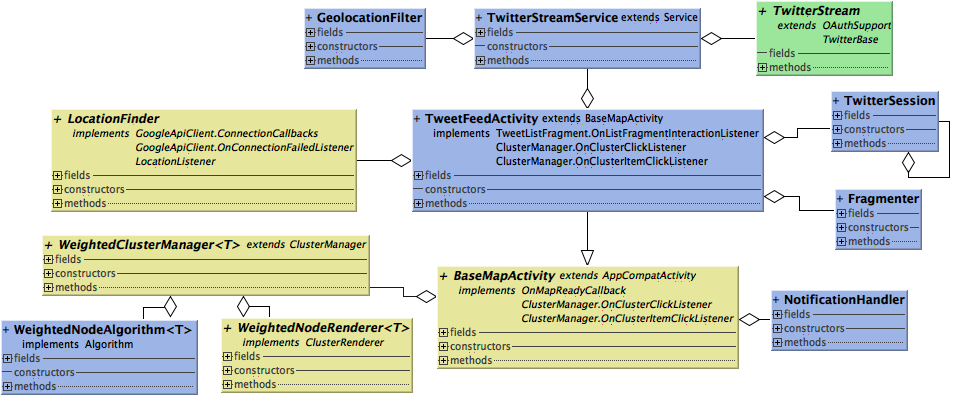 + GeolocationFilter
fields
constructors
methods
+ TwitterStreamService extends Service
fields
constructors
methods
+ TwitterStream
extends OAuthSupport
TwitterBase
fields
methods
+ LocationFinder
implements GoogleApiClient.ConnectionCallbacks
GoogleApiClient.OnConnectionFailedListener
LocationListener
fields
constructors
methods
+ TweetFeedActivity extends BaseMapActivity
implements TweetListFragment.OnListFragmentInteractionListener
ClusterManager.OnClusterClickListener
ClusterManager.OnClusterItemClickListener
fields
constructors
methods
+ TwitterSession
fields
constructors
methods
+ Fragmenter
fields
constructors
methods
+ WeightedClusterManager<T> extends ClusterManager
fields
constructors
methods
+ BaseMapActivity extends AppCompatActivity
implements OnMapReadyCallback
ClusterManager.OnClusterClickListener
ClusterManager.OnClusterItemClickListener
fields
constructors
methods
+ NotificationHandler
fields
constructors
methods
+ WeightedNodeAlgorithm<T>
implements Algorithm
fields
constructors
methods
+ WeightedNodeRenderer<T>
implements ClusterRenderer
fields
constructors
methods